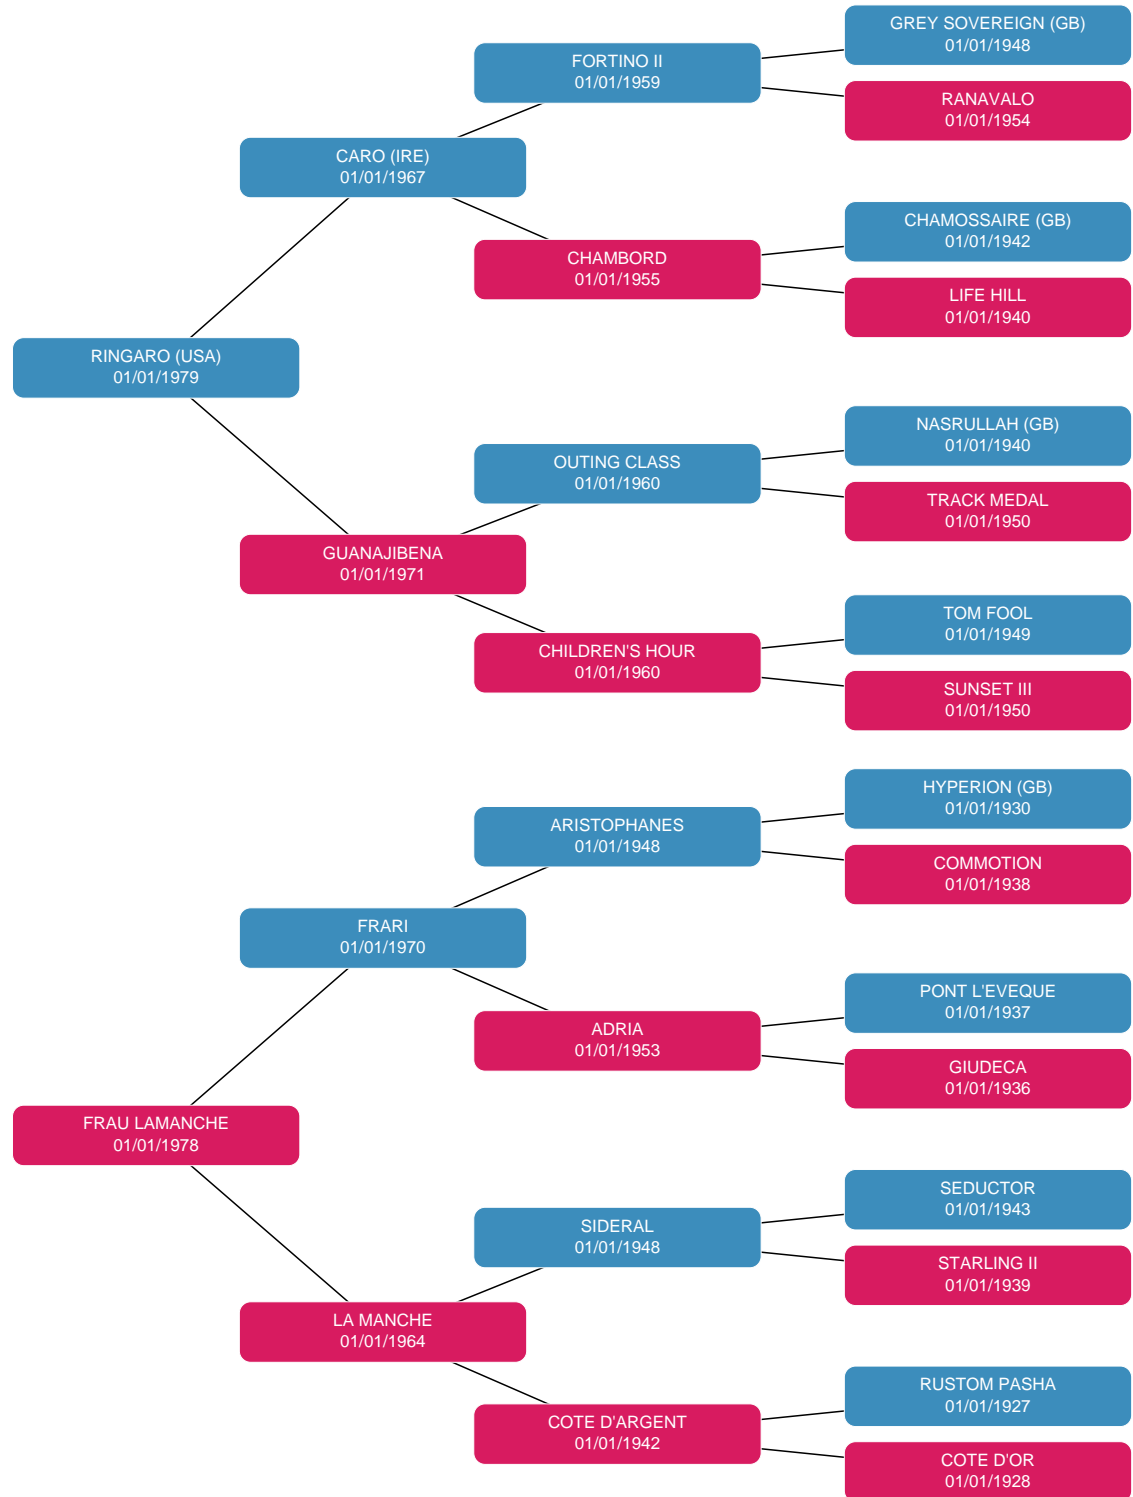 GREY SOVEREIGN (GB)
01/01/1948
FORTINO II
01/01/1959
RANAVALO
01/01/1954
CARO (IRE)
01/01/1967
CHAMOSSAIRE (GB)
01/01/1942
CHAMBORD
01/01/1955
LIFE HILL
01/01/1940
RINGARO (USA)
01/01/1979
NASRULLAH (GB)
01/01/1940
OUTING CLASS
01/01/1960
TRACK MEDAL
01/01/1950
GUANAJIBENA
01/01/1971
TOM FOOL
01/01/1949
CHILDREN'S HOUR
01/01/1960
SUNSET III
01/01/1950
HYPERION (GB)
01/01/1930
ARISTOPHANES
01/01/1948
COMMOTION
01/01/1938
FRARI
01/01/1970
PONT L'EVEQUE
01/01/1937
ADRIA
01/01/1953
GIUDECA
01/01/1936
FRAU LAMANCHE
01/01/1978
SEDUCTOR
01/01/1943
SIDERAL
01/01/1948
STARLING II
01/01/1939
LA MANCHE
01/01/1964
RUSTOM PASHA
01/01/1927
COTE D'ARGENT
01/01/1942
COTE D'OR
01/01/1928